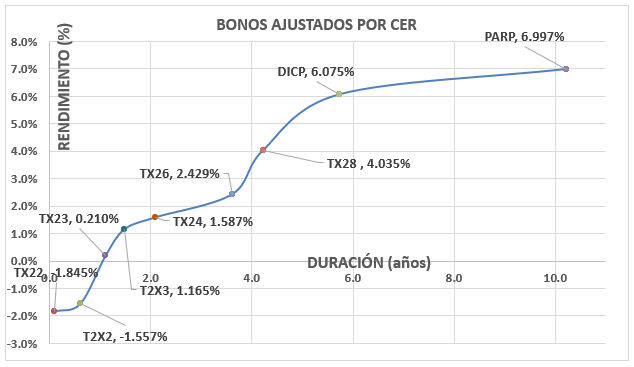 BONOS AJUSTADOS POR CER
RENDIMIENTO (%)
8.0%
7.0%
6.0%
5.0%
4.0%
3.0%
2.0%
1.0%
0.0%
-1.0%
-2.0%
-3.0%
PARP, 6.997%
DICP, 6.075%
TX28 , 4.035%
TX26, 2.429%
TX23, 0.210%
TX24, 1.587%
TX22, -1.845%
T2X3, 1.165%
T2X2, -1.557%
DURACIÓN (años)
0.0
2.0
4.0
6.0
8.0
10.0